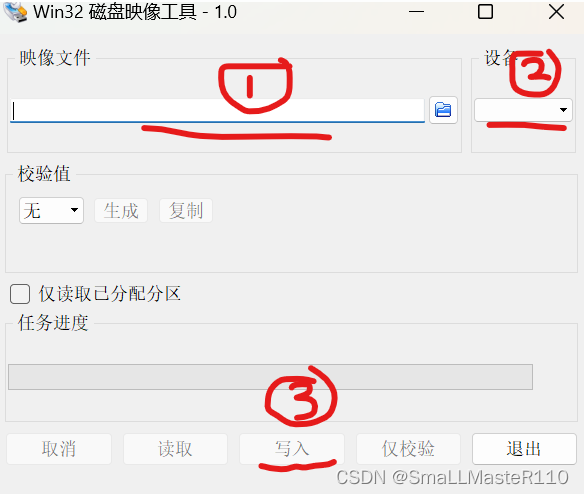 Win32 磁盘映像工具 - 1.0
映像文件
设备
1
2
校验值
无
生成
复制
仅读取已分配分区
任务进度
3
取消
读取
写入
仅校验
退出
CSDN @SmaLLMasteR110